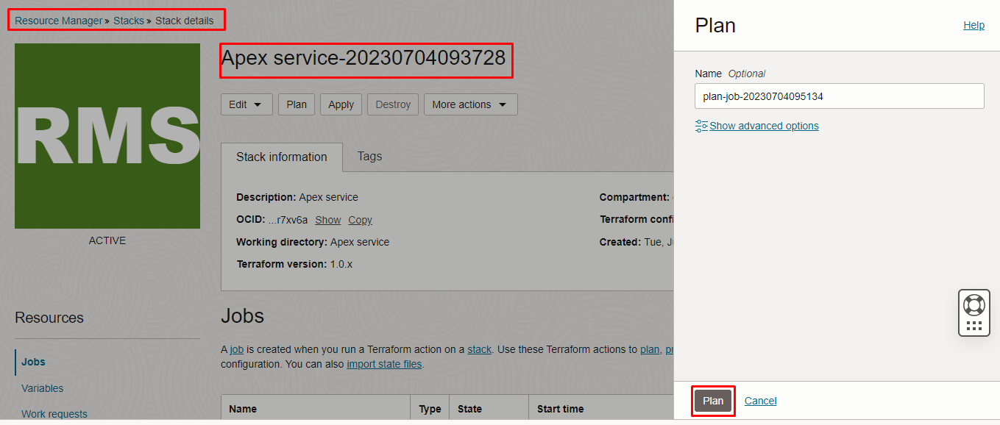 Resource Manager » Stacks » Stack details
RMS
ACTIVE
Apex service-20230704093728
Edit Plan Apply Destroy More actions
Stack information Tags
Description: Apex service
OCID: ...r7xv6a Show Copy
Working directory: Apex service
Terraform version: 1.0.x
Compartment:
Terraform confi
Created: Tue, J
Resources
Jobs
Variables
Work requests
Jobs
A job is created when you run a Terraform action on a stack. Use these Terraform actions to plan, pr
configuration. You can also import state files.
Name Type State Start time
Plan Help
Name Optional
plan-job-20230704095134
Show advanced options
Plan Cancel